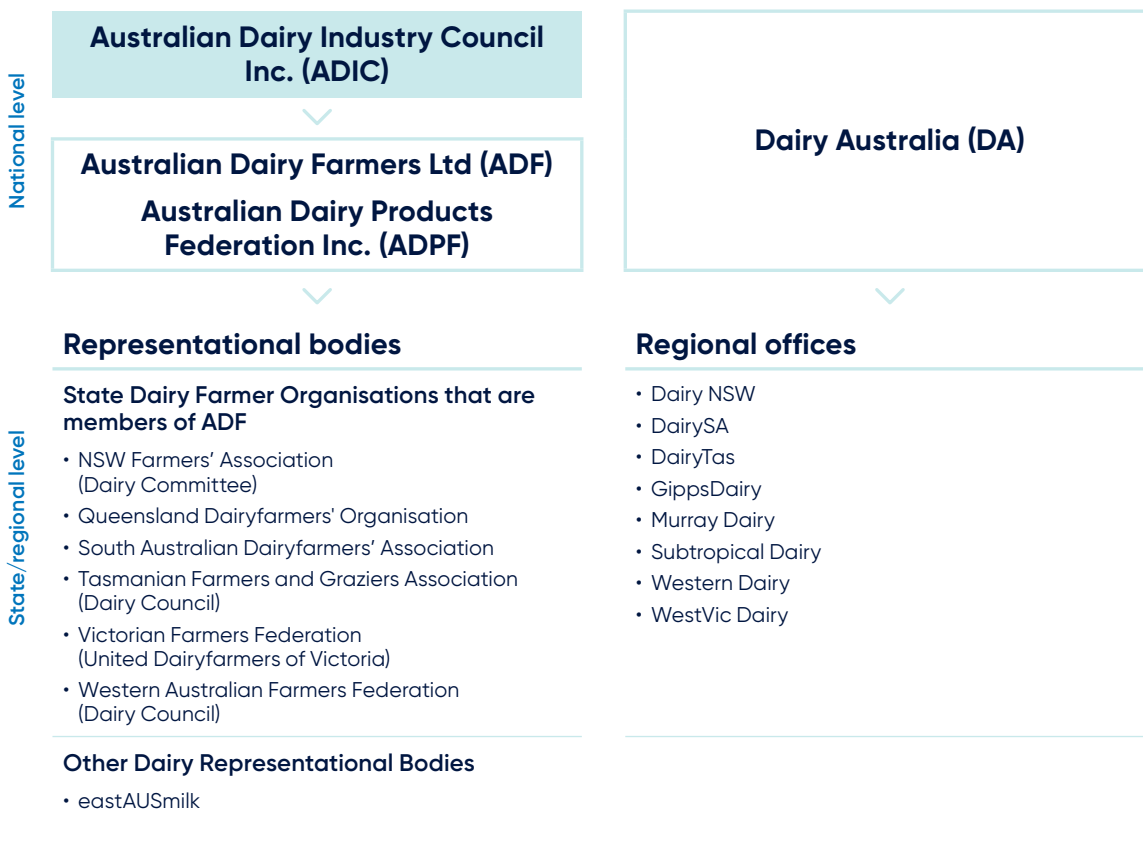 National level
Australian Dairy Industry Council
Inc. (ADIC)
Australian Dairy Farmers Ltd (ADF)
Australian Dairy Products
Federation Inc. (ADPF)
Dairy Australia (DA)
State/regional level
Representational bodies
State Dairy Farmer Organisations that are
members of ADF
• NSW Farmers’ Association
(Dairy Committee)
• Queensland Dairyfarmers' Organisation
• South Australian Dairyfarmers’ Association
• Tasmanian Farmers and Graziers Association
(Dairy Council)
• Victorian Farmers Federation
(United Dairyfarmers of Victoria)
• Western Australian Farmers Federation
(Dairy Council)
Other Dairy Representational Bodies
• eastAUSmilk
Regional offices
• Dairy NSW
• DairySA
• DairyTas
• GippsDairy
• Murray Dairy
• Subtropical Dairy
• Western Dairy
• WestVic Dairy